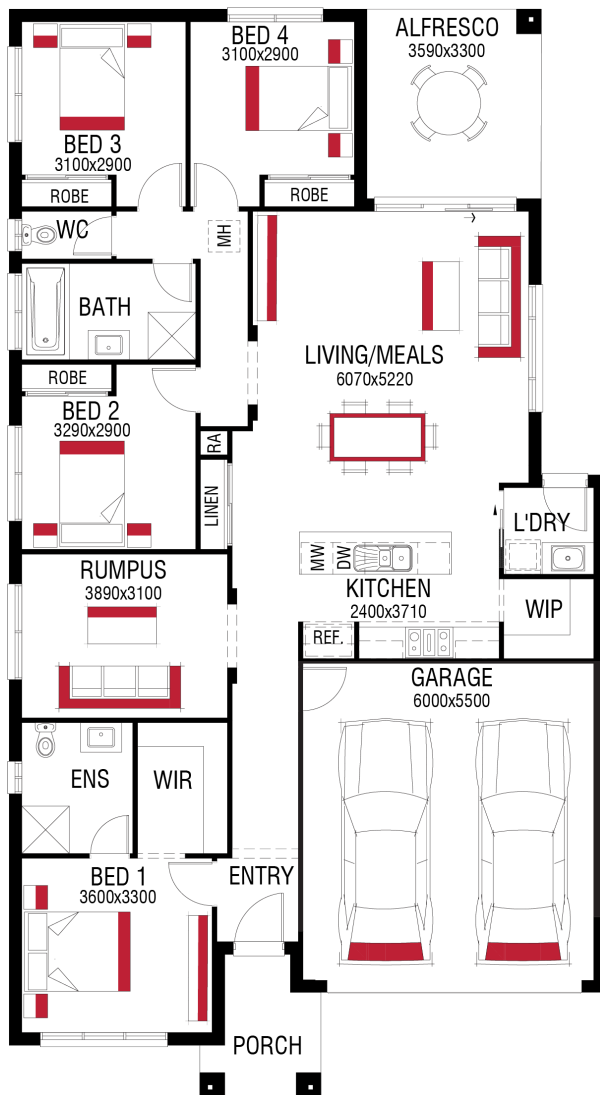 BED 4
3100x2900
ALFRESCO
3590x3300
BED 3
3100x2900
ROBE
ROBE
WC
MH
BATH
LIVING/MEALS
6070x5220
ROBE
BED 2
3290x2900
RA
LINEN
L'DRY
MW
DW
RUMPUS
3890x3100
KITCHEN
2400x3710
WIP
REF.
GARAGE
6000x5500
ENS
WIR
BED 1
3600x3300
ENTRY
PORCH